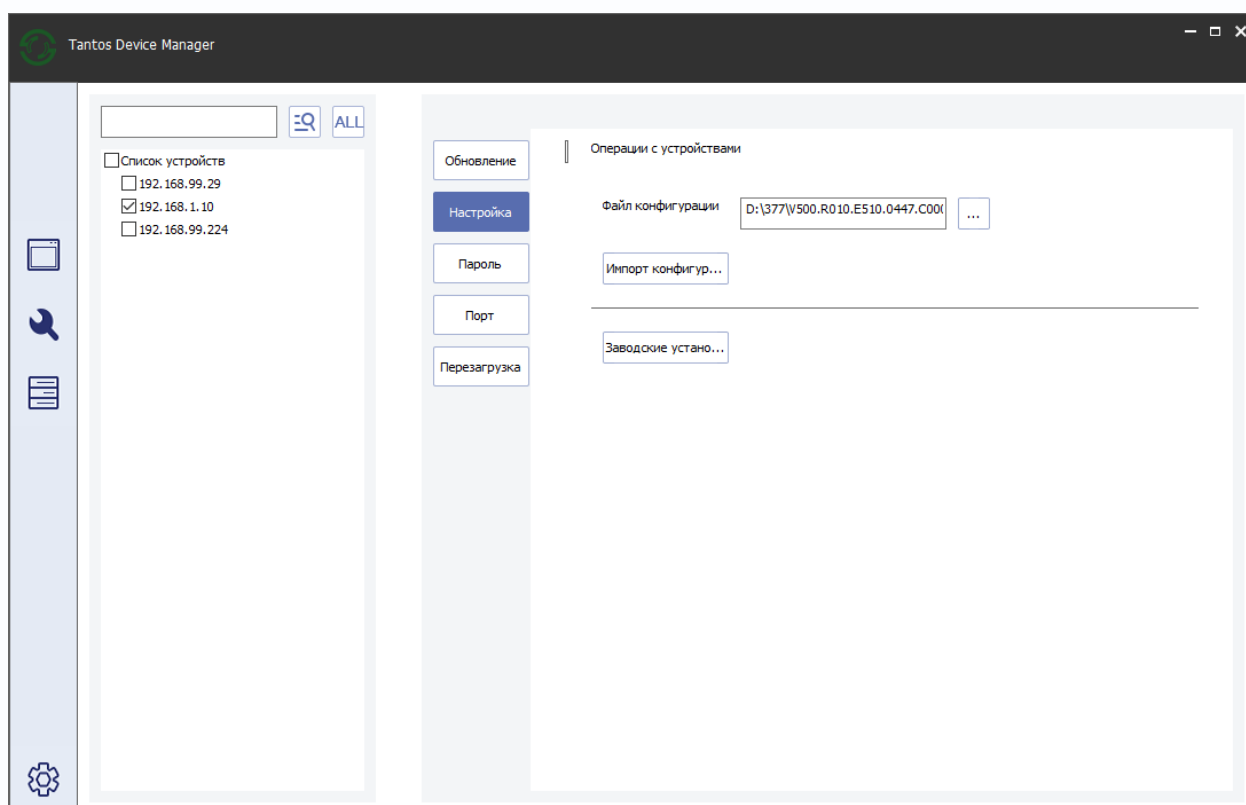 Tantos Device Manager
ALL
Список устройств
192.168.99.29
192.168.1.10
192.168.99.224
Обновление
Настройка
Пароль
Порт
Перезагрузка
Операции с устройствами
Файл конфигурации
D:\377\V500.R010.E510.0447.C00(
...
Импорт конфигур...
Заводские устано...